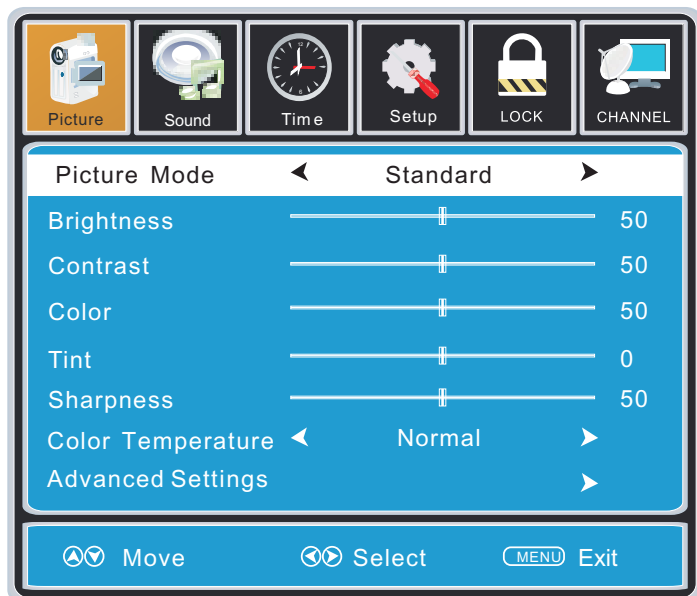 Picture Sound Time Setup LOCK CHANNEL
Picture Mode Standard
Brightness 50
Contrast 50
Color 50
Tint 0
Sharpness 50
Color Temperature Normal
Advanced Settings
Move Select MENU Exit